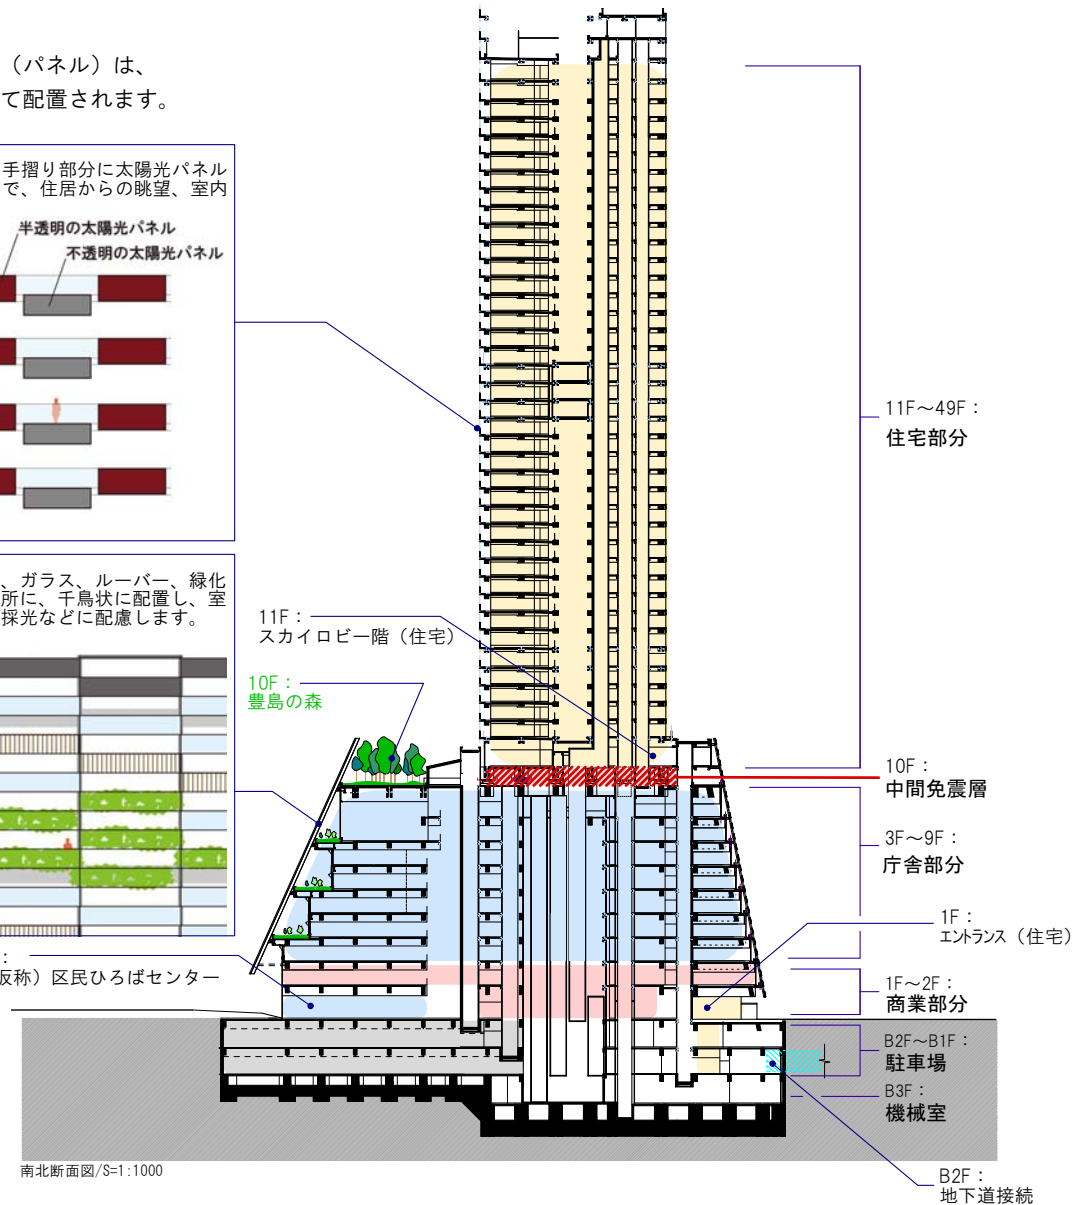 （パネル）は、
て配置されます。
手摺り部分に太陽光パネル
で、住居からの眺望、室内
半透明の太陽光パネル
不透明の太陽光パネル
、ガラス、ルーバー、緑化
所に、千鳥状に配置し、室
採光などに配慮します。
11F：
スカイロビー階（住宅）
10F：
豊島の森
：
仮称）区民ひろばセンター
11F～49F：
住宅部分
10F：
中間免震層
3F～9F：
庁舎部分
1F：
エントランス（住宅）
1F～2F：
商業部分
B2F～B1F：
駐車場
B3F：
機械室
B2F：
地下道接続
南北断面図/S=1:1000